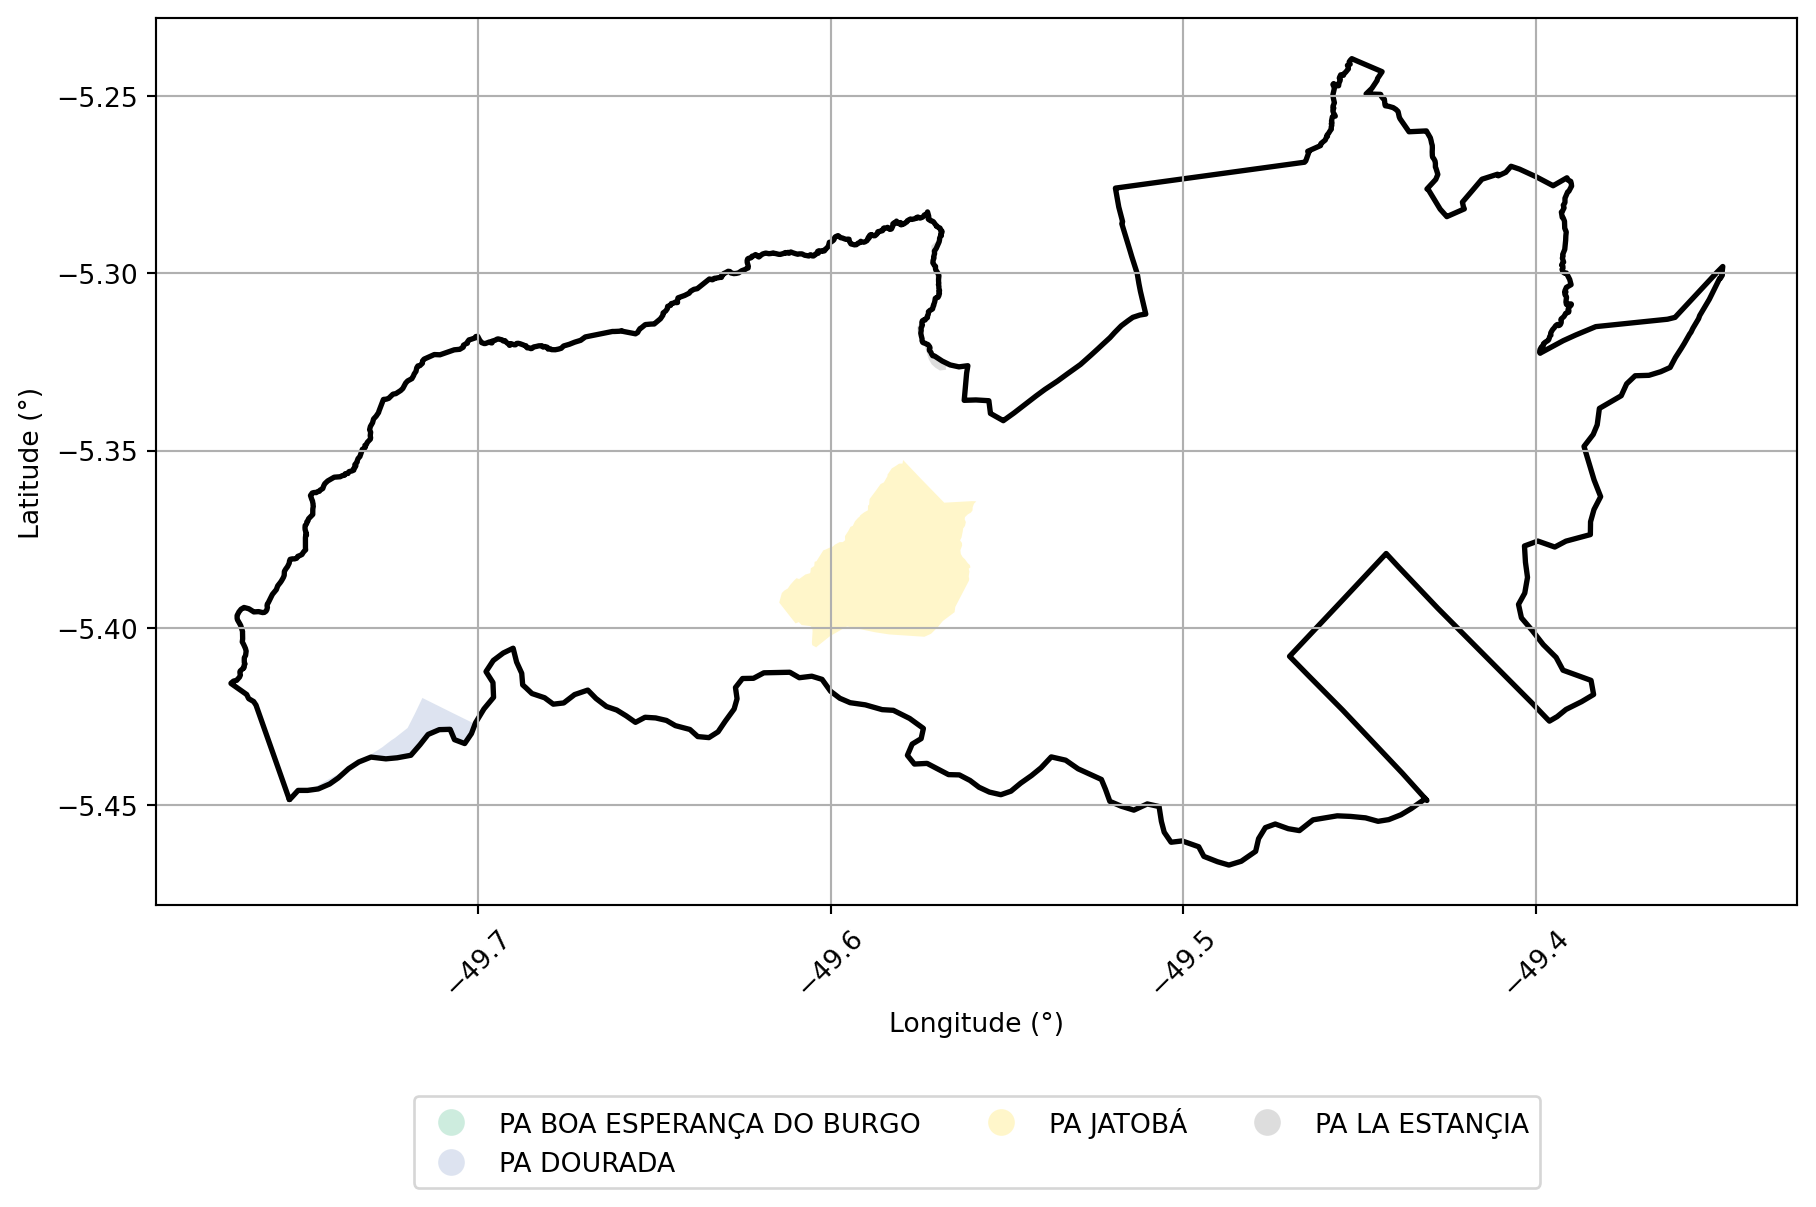 −5.25
−5.30
−5.35
−5.40
−5.45
Latitude (°)
−49.7
−49.6
−49.5
−49.4
Longitude (°)
PA BOA ESPERANÇA DO BURGO
PA DOURADA
PA JATOBÁ
PA LA ESTANÇIA